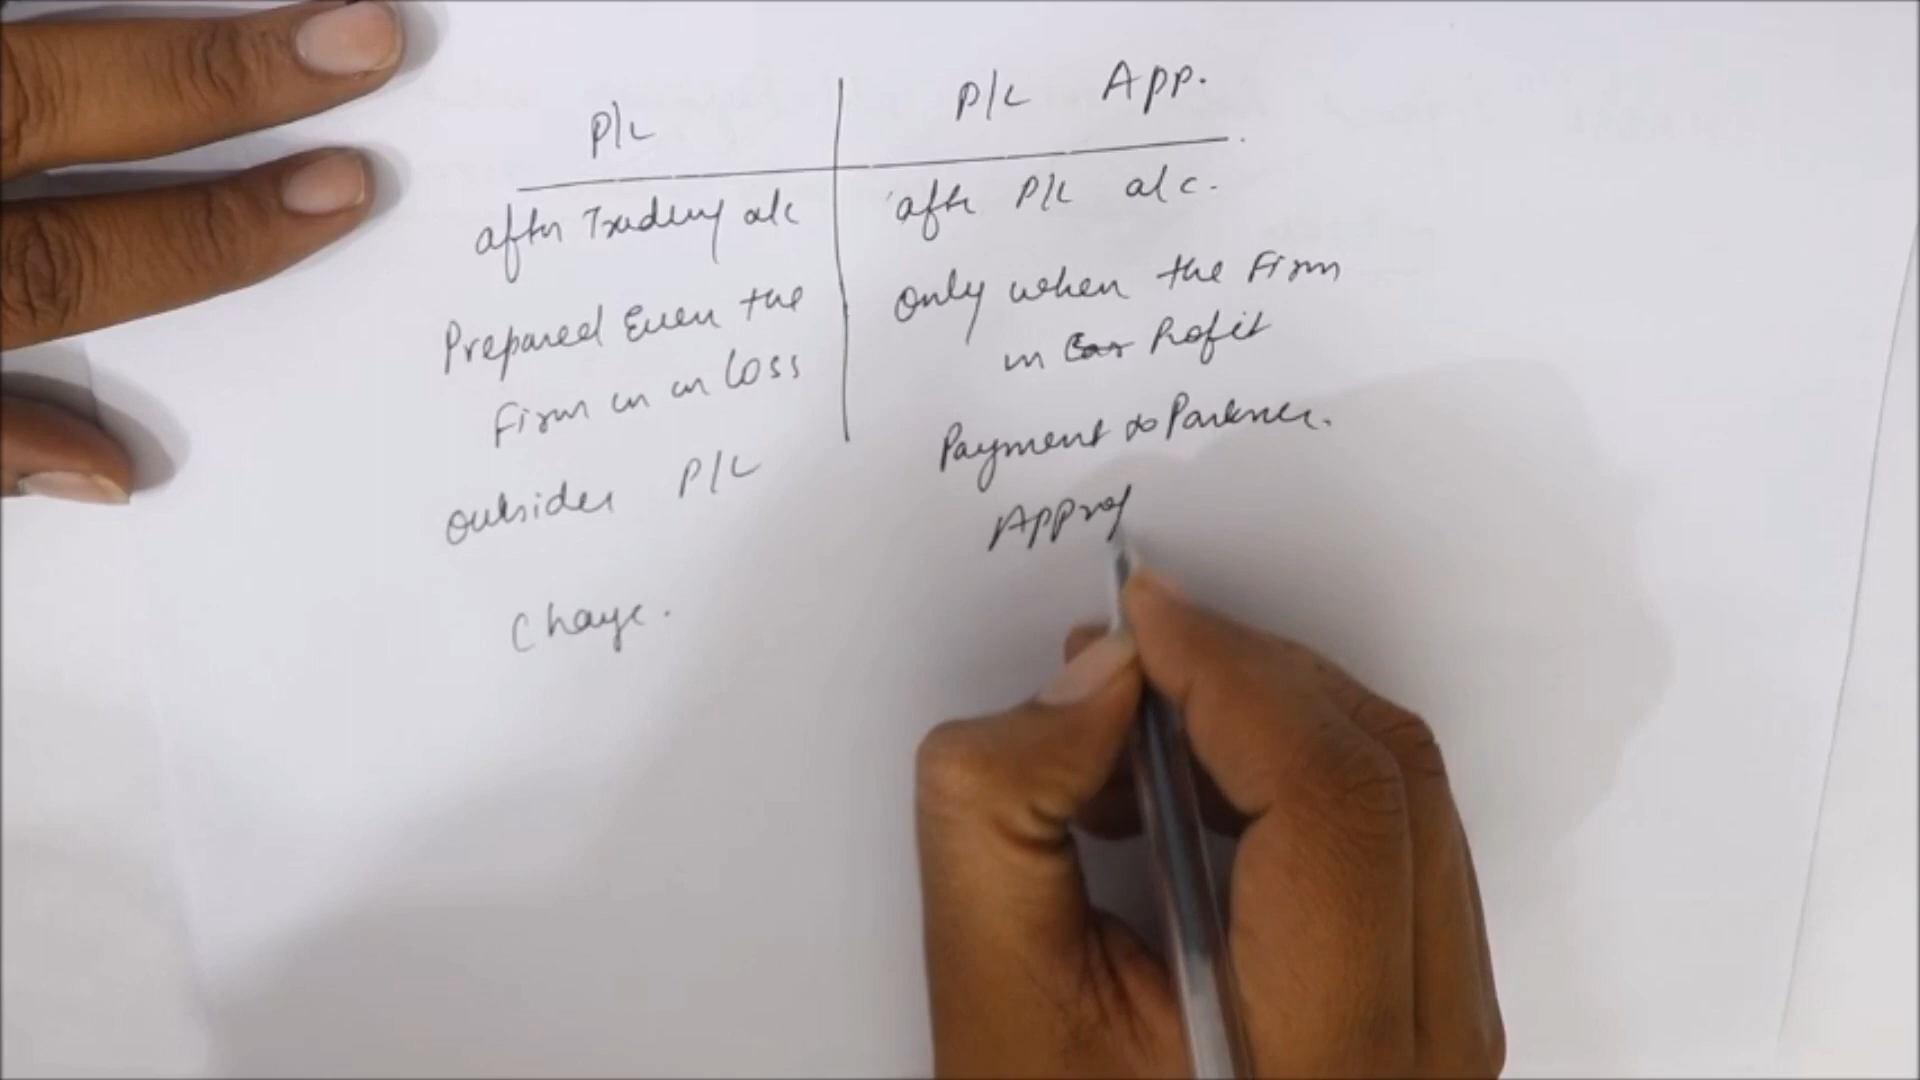 P/L
P/L App.
after Trading a/c
after P/L a/c.
Prepared Even the
Firm in in loss
only when the Firm
in Profit
outsider P/L
Payment to Partner.
Approp
Charge.